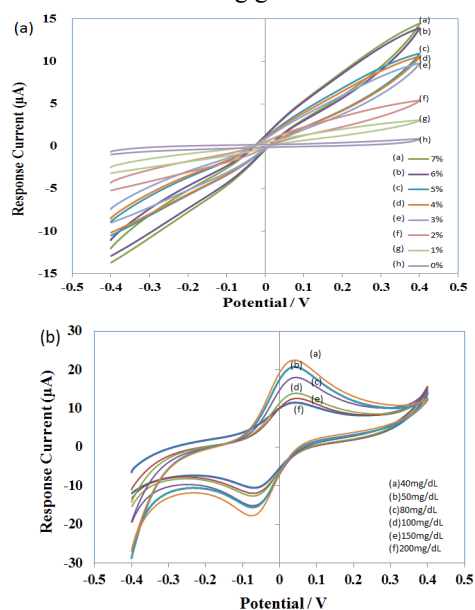 (a)
15
10
5
0
-5
-10
-15
Response Current (µA)
(a)
(b)
(c)
(d)
(e)
(f)
(g)
(h)
(a) 7%
(b) 6%
(c) 5%
(d) 4%
(e) 3%
(f) 2%
(g) 1%
(h) 0%
-0.5 -0.4 -0.3 -0.2 -0.1 0 0.1 0.2 0.3 0.4 0.5
Potential / V
(b)
30
20
10
0
-10
-20
-30
Response Current (µA)
(a)
(b)
(c)
(d)
(e)
(f)
(a)40mg/dL
(b)50mg/dL
(c)80mg/dL
(d)100mg/dL
(e)150mg/dL
(f)200mg/dL
-0.5 -0.4 -0.3 -0.2 -0.1 0 0.1 0.2 0.3 0.4 0.5
Potential / V